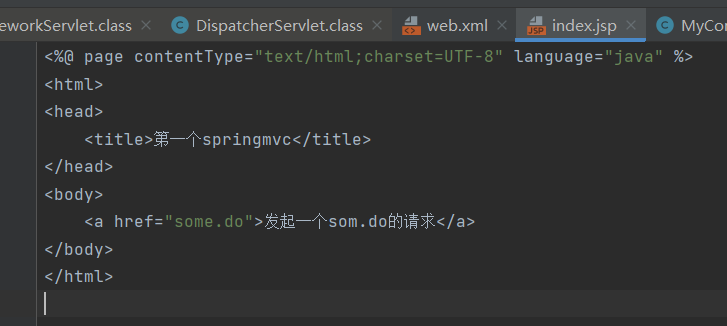 eworkServlet.class DispatcherServlet.class web.xml index.jsp MyCon
<%@ page contentType="text/html;charset=UTF-8" language="java" %>
<html>
<head>
    <title>第一个springmvc</title>
</head>
<body>
    <a href="some.do">发起一个som.do的请求</a>
</body>
</html>